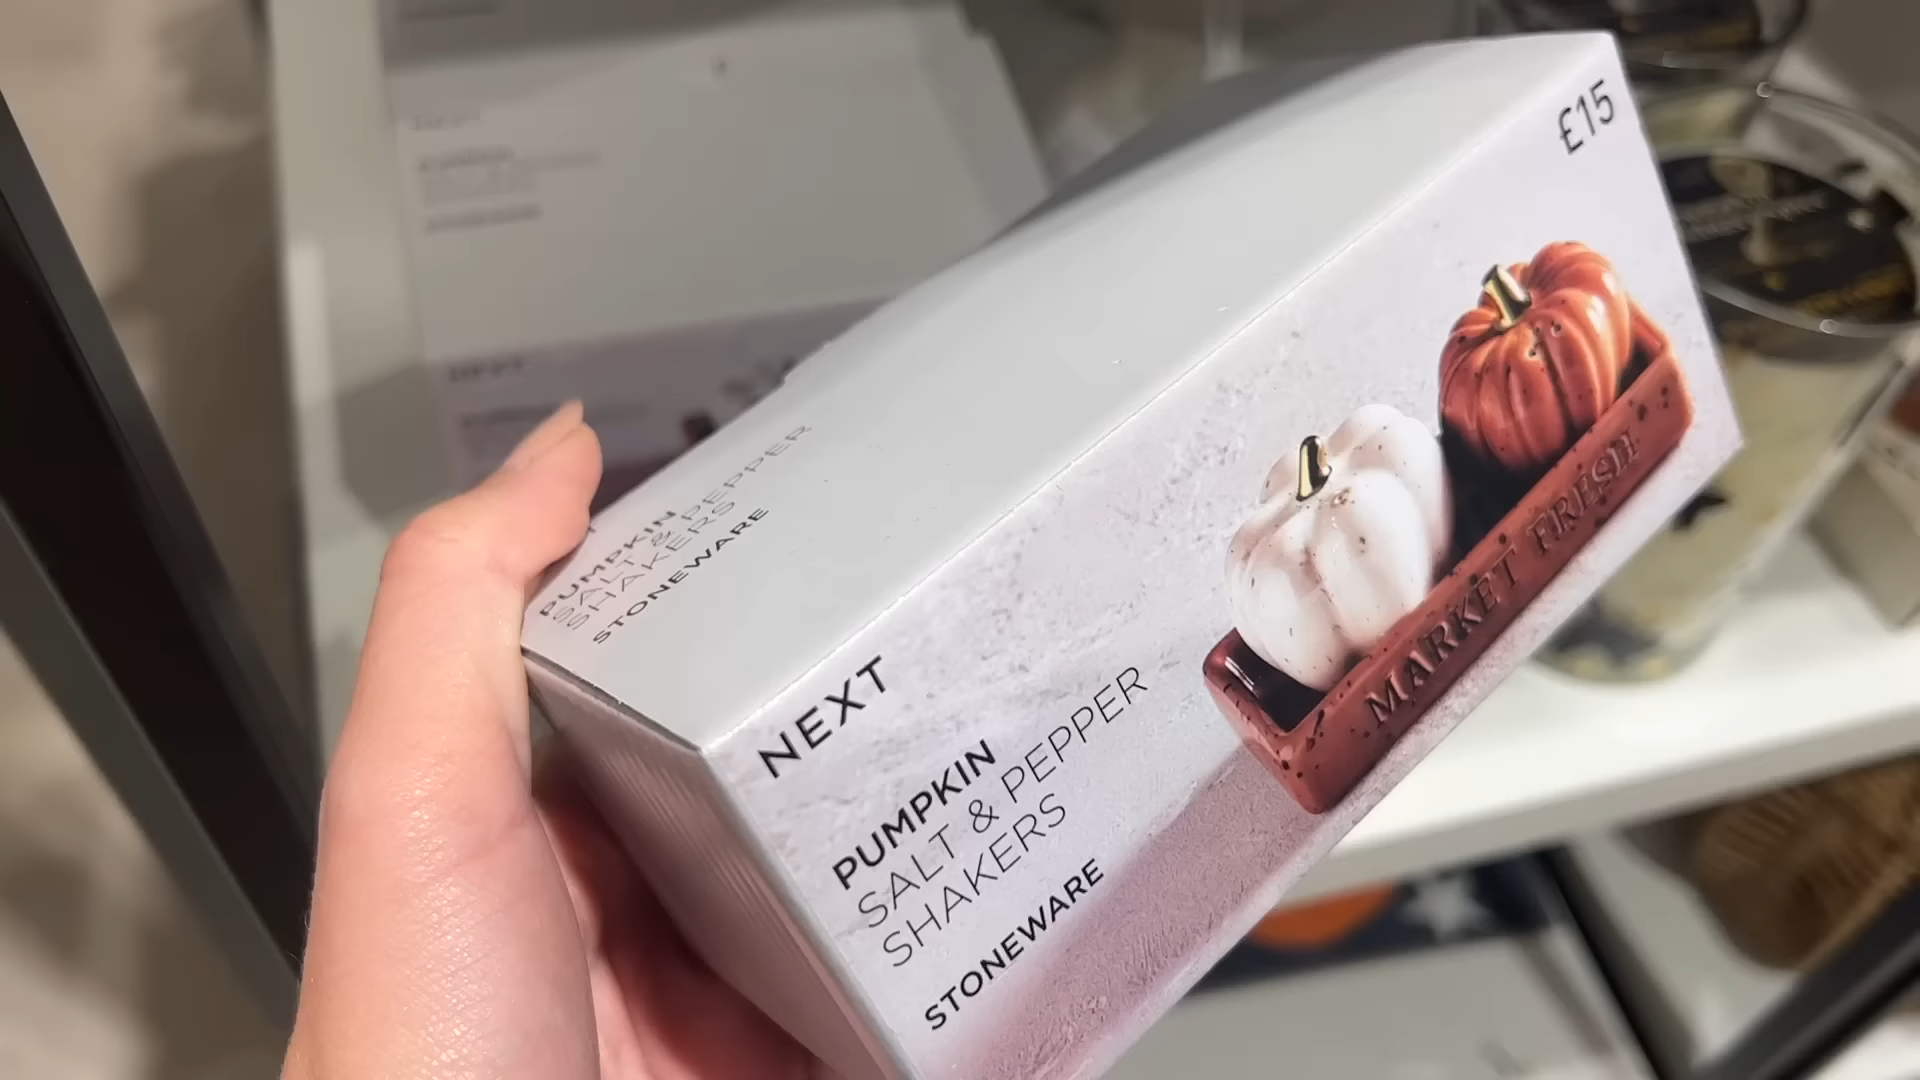 £15
MARKET FRESH
NEXT
PUMPKIN
SALT & PEPPER
SHAKERS
STONEWARE
PUMPKIN
SALT & PEPPER
SHAKERS
STONEWARE